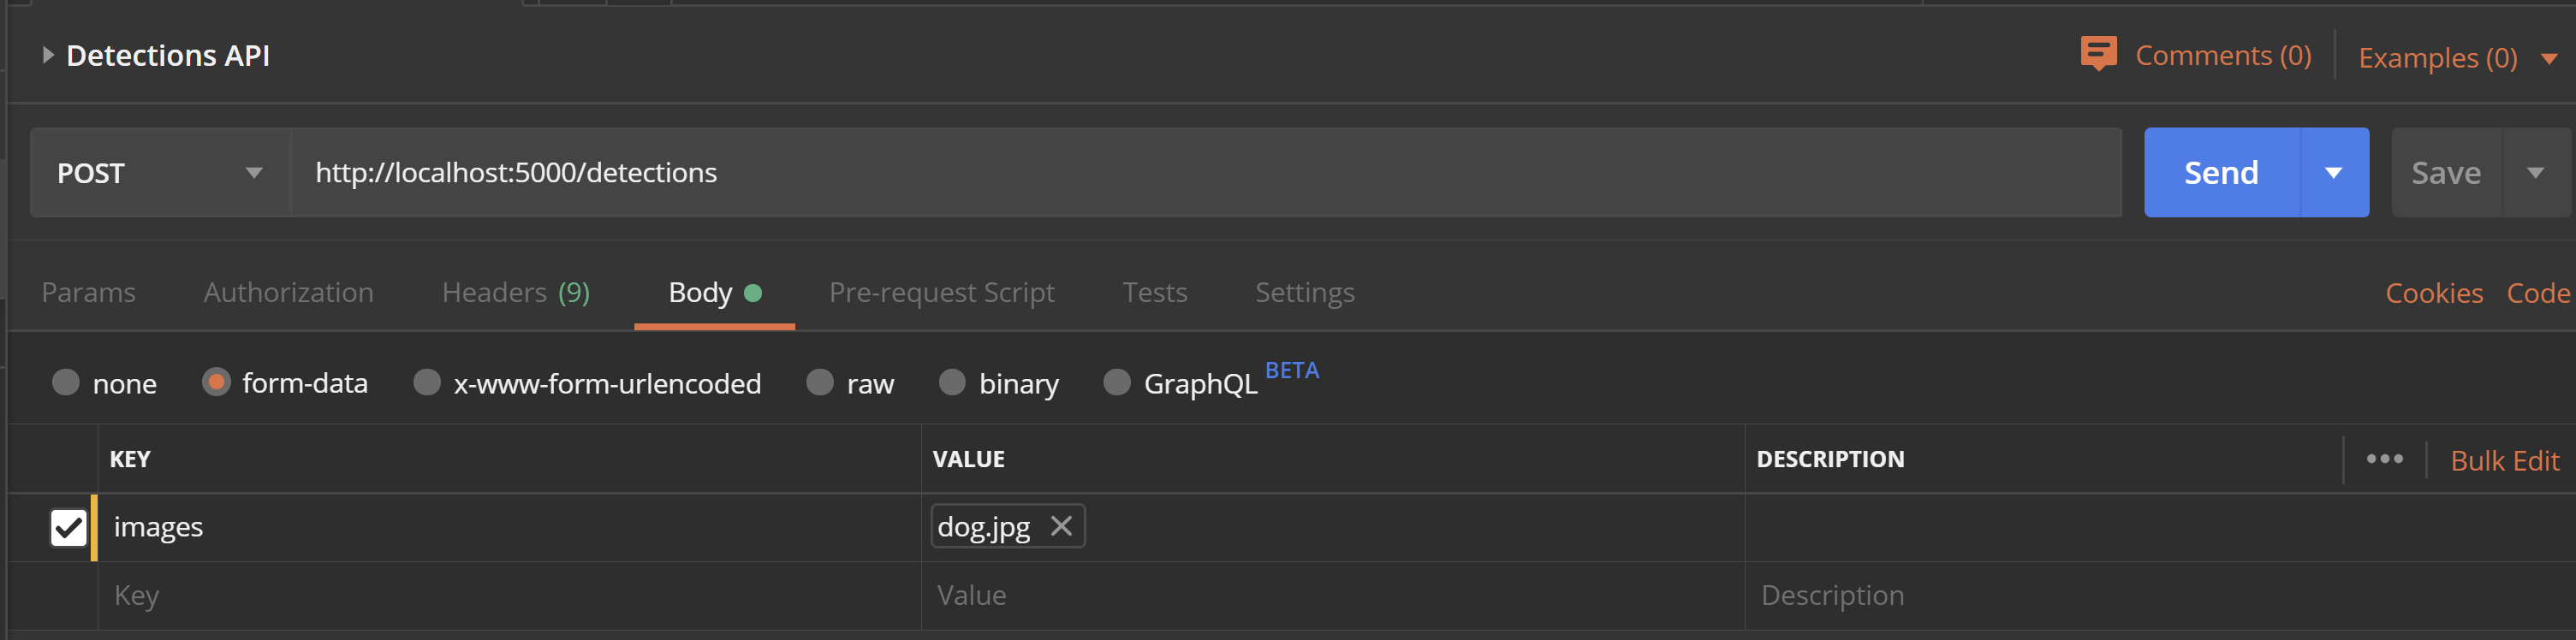 Detections API
Comments (0) Examples (0)
POST http://localhost:5000/detections Send Save
Params Authorization Headers (9) Body Pre-request Script Tests Settings Cookies Code
none form-data x-www-form-urlencoded raw binary GraphQL BETA
KEY VALUE DESCRIPTION Bulk Edit
images dog.jpg
Key Value Description